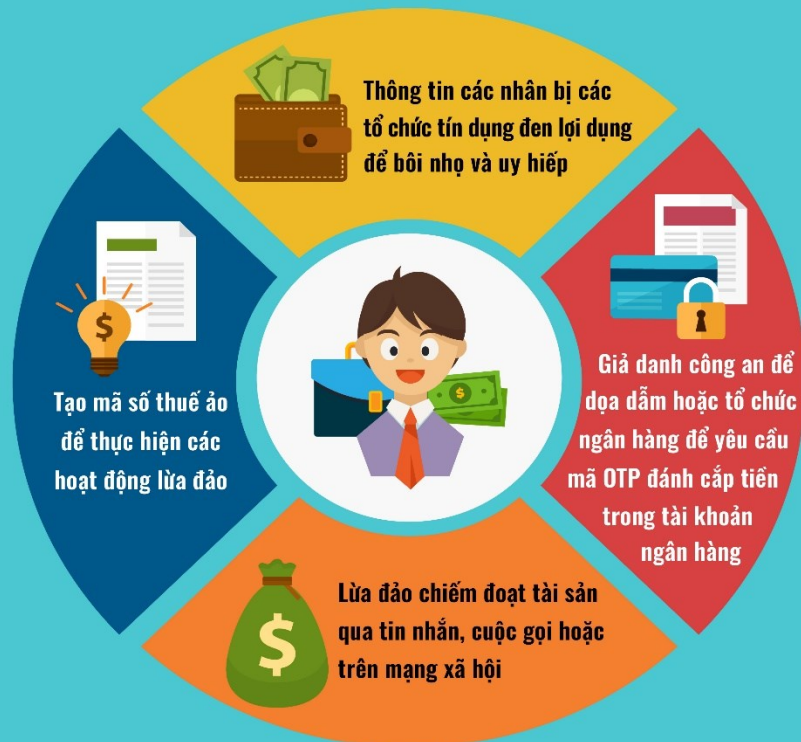 Thông tin các nhân bị các
tổ chức tín dụng đen lợi dụng
để bôi nhọ và uy hiếp
Giả danh công an để
dọa dẫm hoặc tổ chức
ngân hàng để yêu cầu
mã OTP đánh cắp tiền
trong tài khoản
ngân hàng
Lừa đảo chiếm đoạt tài sản
qua tin nhắn, cuộc gọi hoặc
trên mạng xã hội
Tạo mã số thuế ảo
để thực hiện các
hoạt động lừa đảo